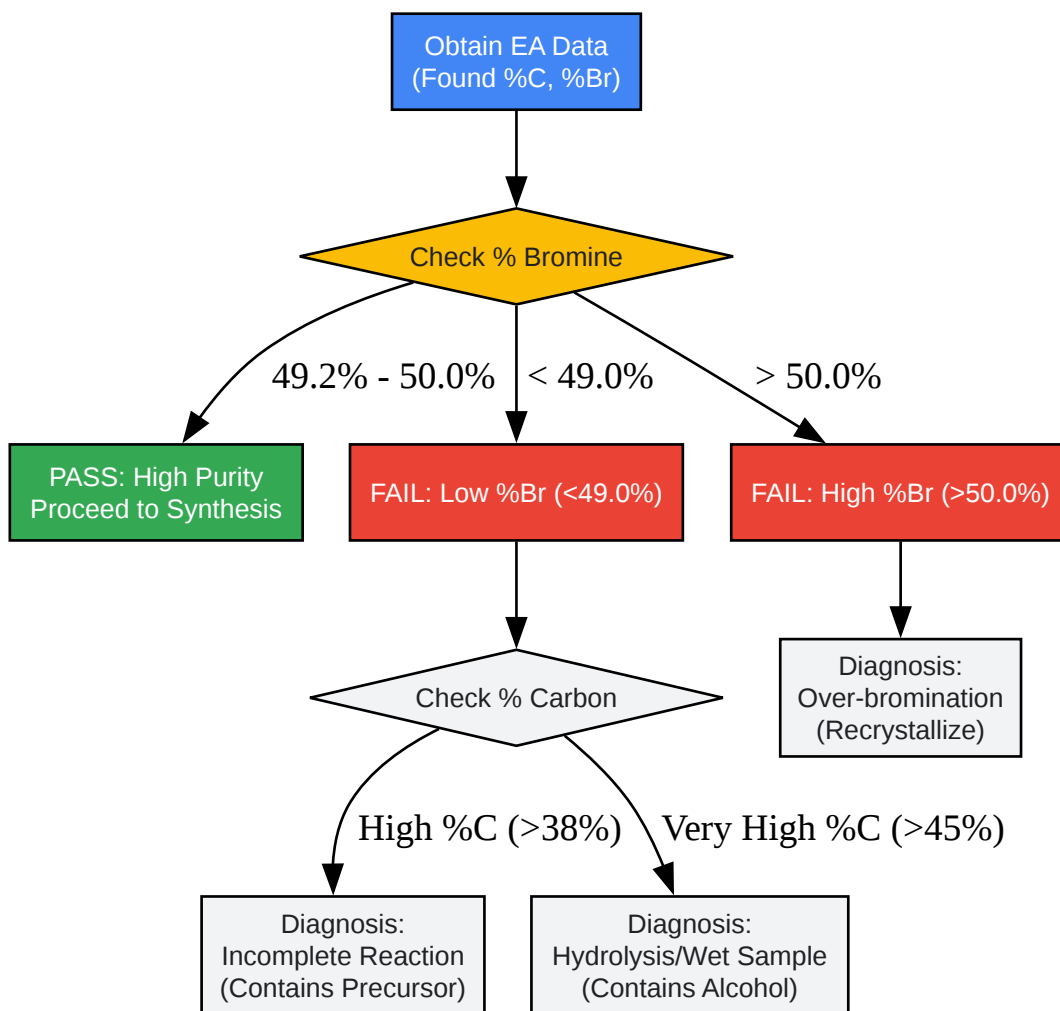 Obtain EA Data
(Found %C, %Br)
Check % Bromine
49.2% - 50.0%
< 49.0%
> 50.0%
PASS: High Purity
Proceed to Synthesis
FAIL: Low %Br (<49.0%)
FAIL: High %Br (>50.0%)
Check % Carbon
Diagnosis:
Over-bromination
(Recrystallize)
High %C (>38%)
Very High %C (>45%)
Diagnosis:
Incomplete Reaction
(Contains Precursor)
Diagnosis:
Hydrolysis/Wet Sample
(Contains Alcohol)